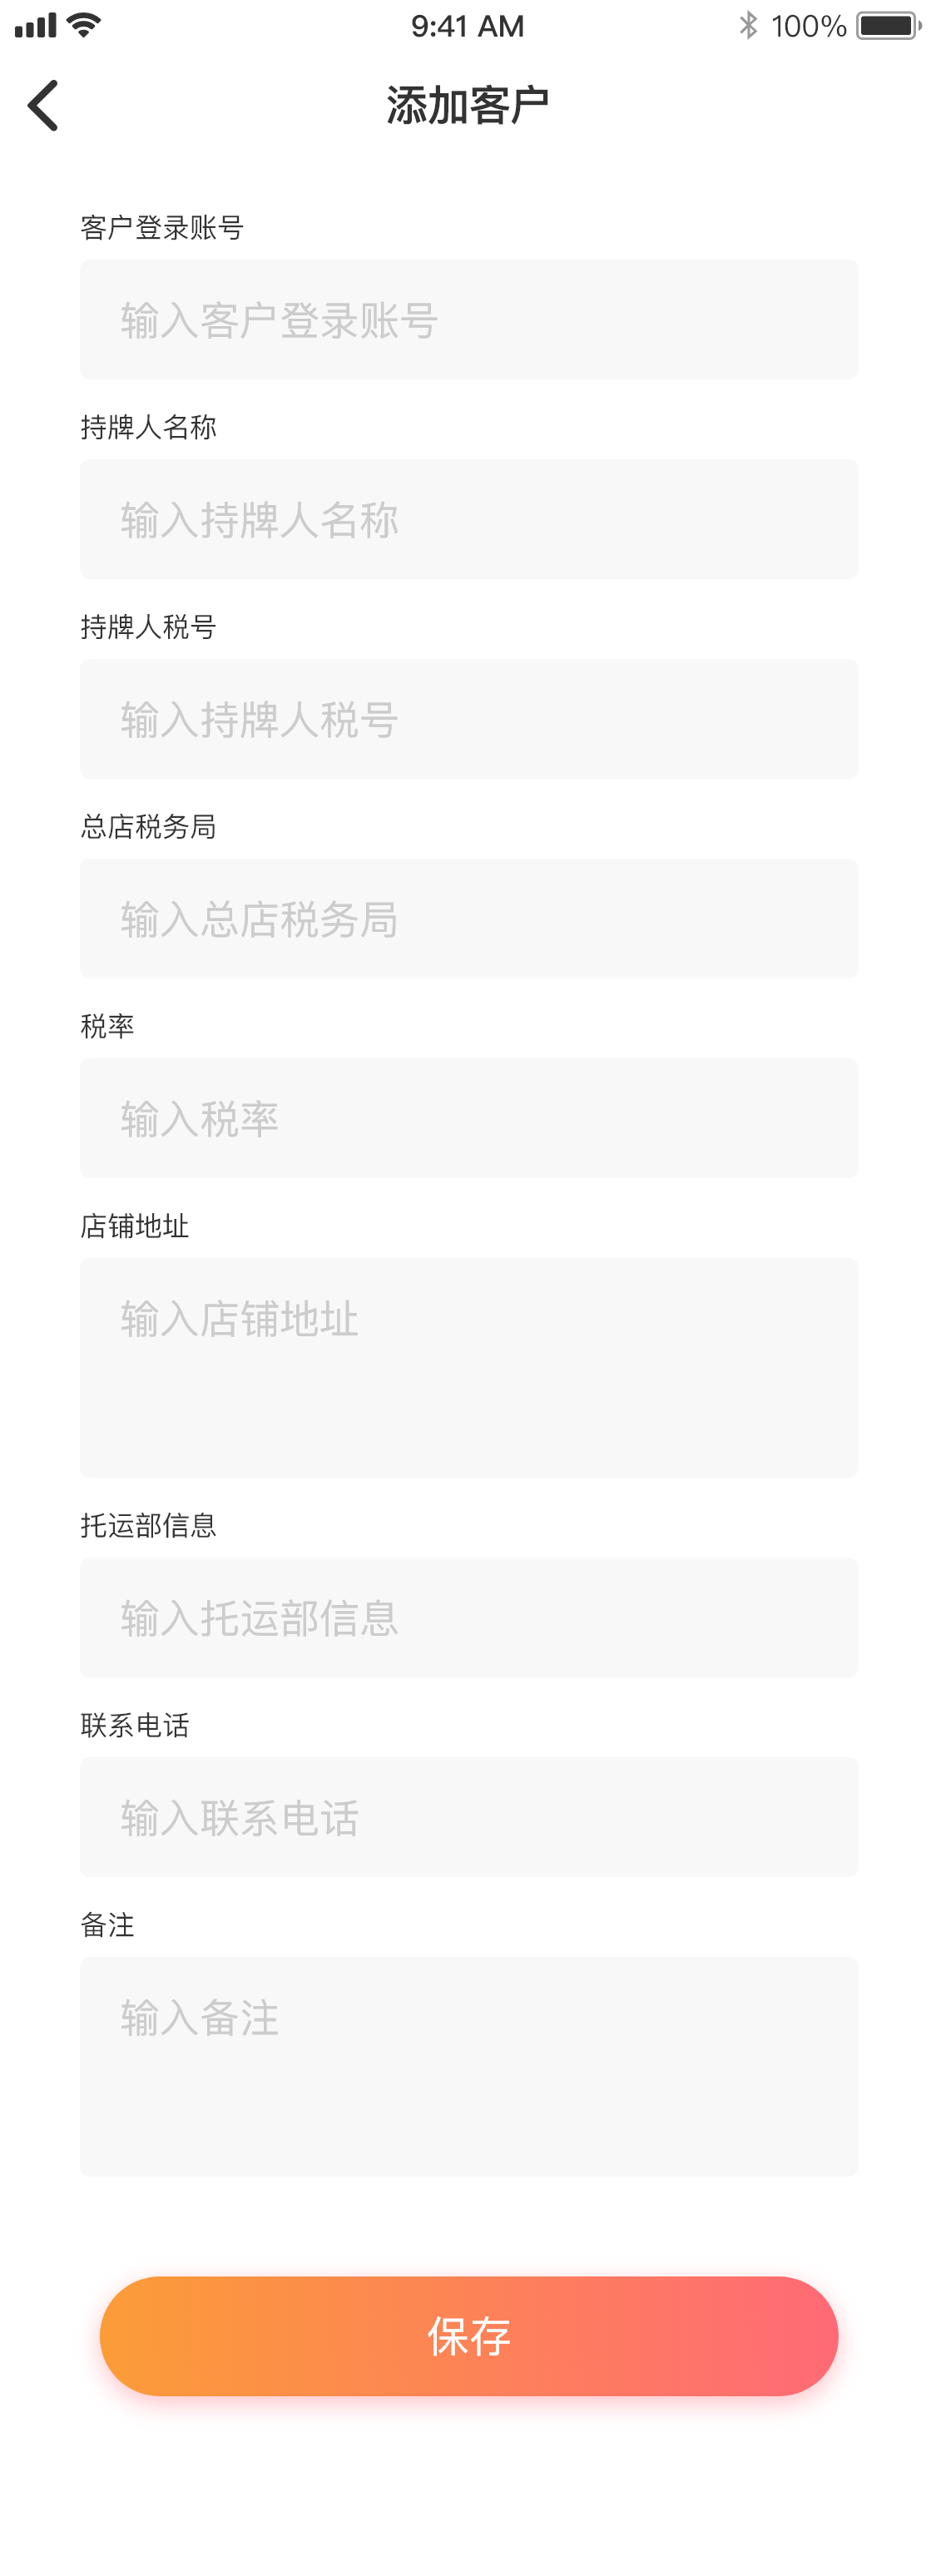 9:41 AM
100%
添加客户
客户登录账号
输入客户登录账号
持牌人名称
输入持牌人名称
持牌人税号
输入持牌人税号
总店税务局
输入总店税务局
税率
输入税率
店铺地址
输入店铺地址
托运部信息
输入托运部信息
联系电话
输入联系电话
备注
输入备注
保存